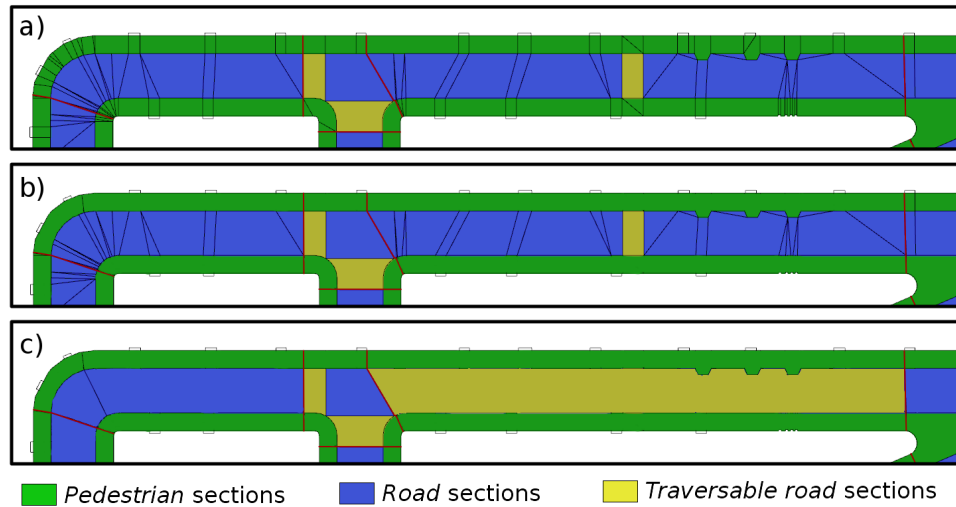 a)
b)
c)
Pedestrian sections
Road sections
Traversable road sections